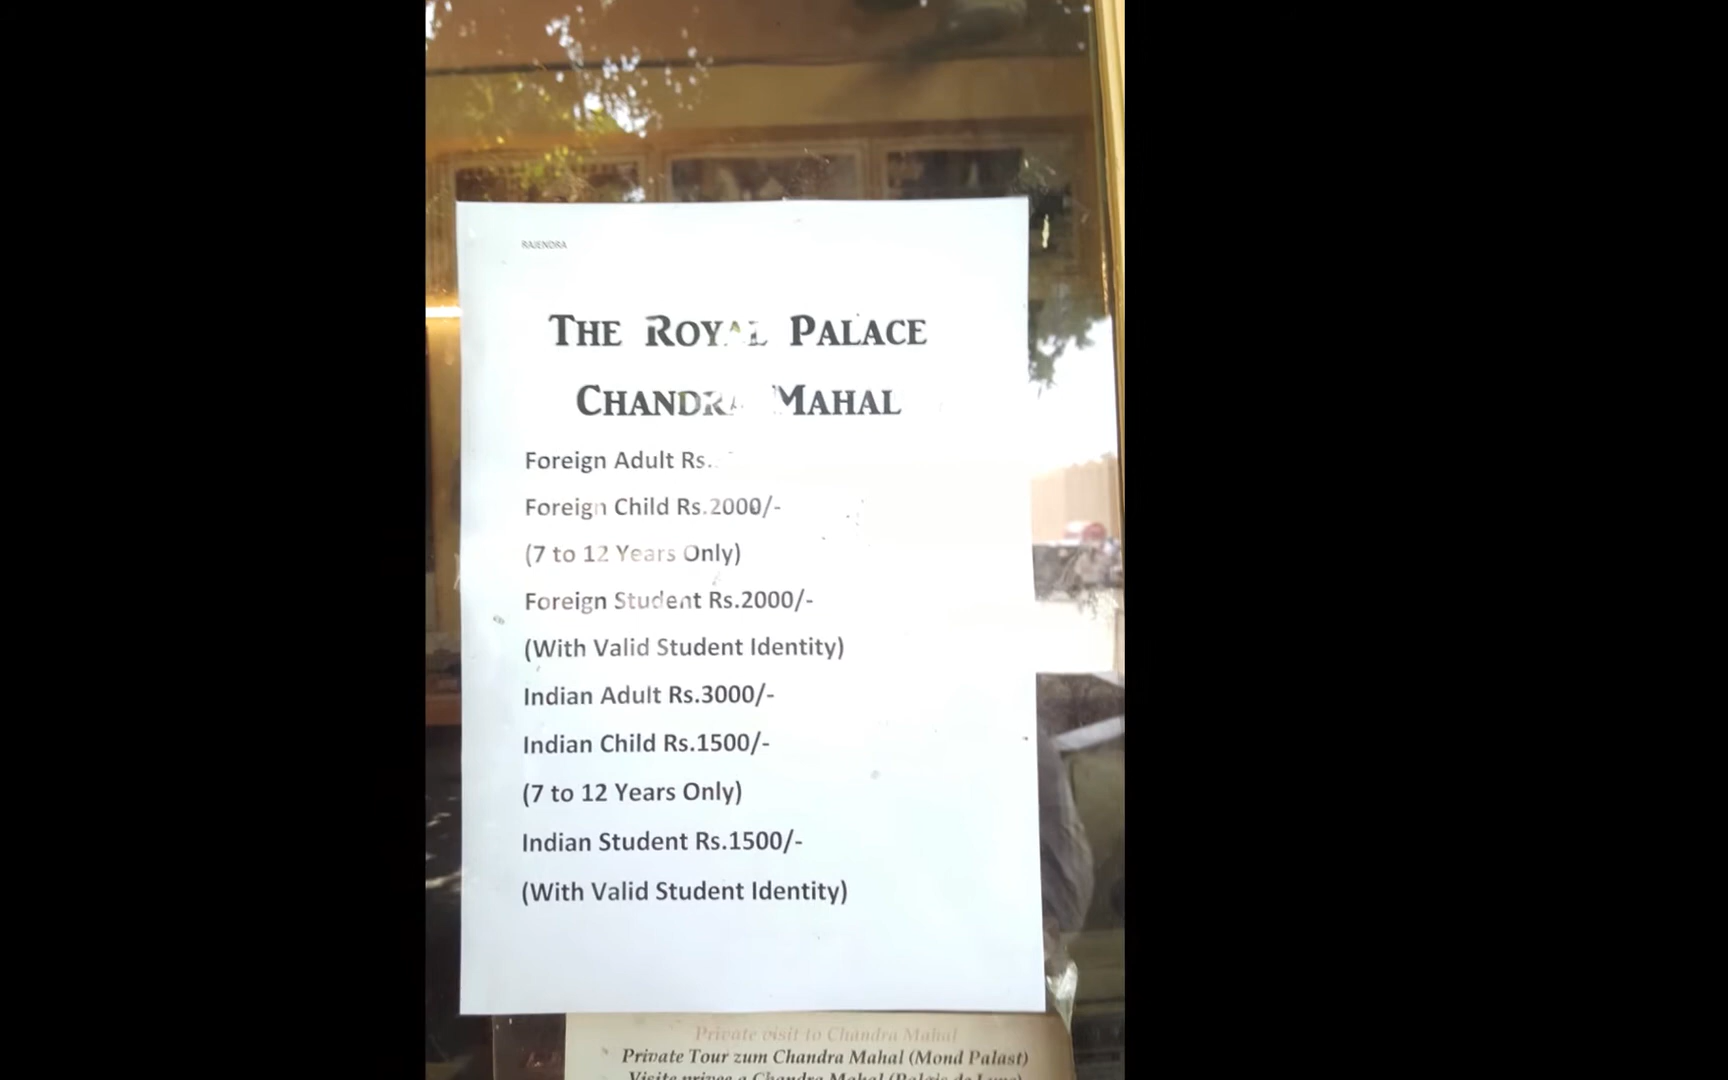 RAJENDRA
THE ROYAL PALACE
CHANDRA MAHAL
Foreign Adult Rs.
Foreign Child Rs.2000/-
(7 to 12 Years Only)
Foreign Student Rs.2000/-
(With Valid Student Identity)
Indian Adult Rs.3000/-
Indian Child Rs.1500/-
(7 to 12 Years Only)
Indian Student Rs.1500/-
(With Valid Student Identity)
Private visit to Chandra Mahal
Private Tour zum Chandra Mahal (Mond Palast)
Visite privee a Chandra Mahal (Palais de Lune)